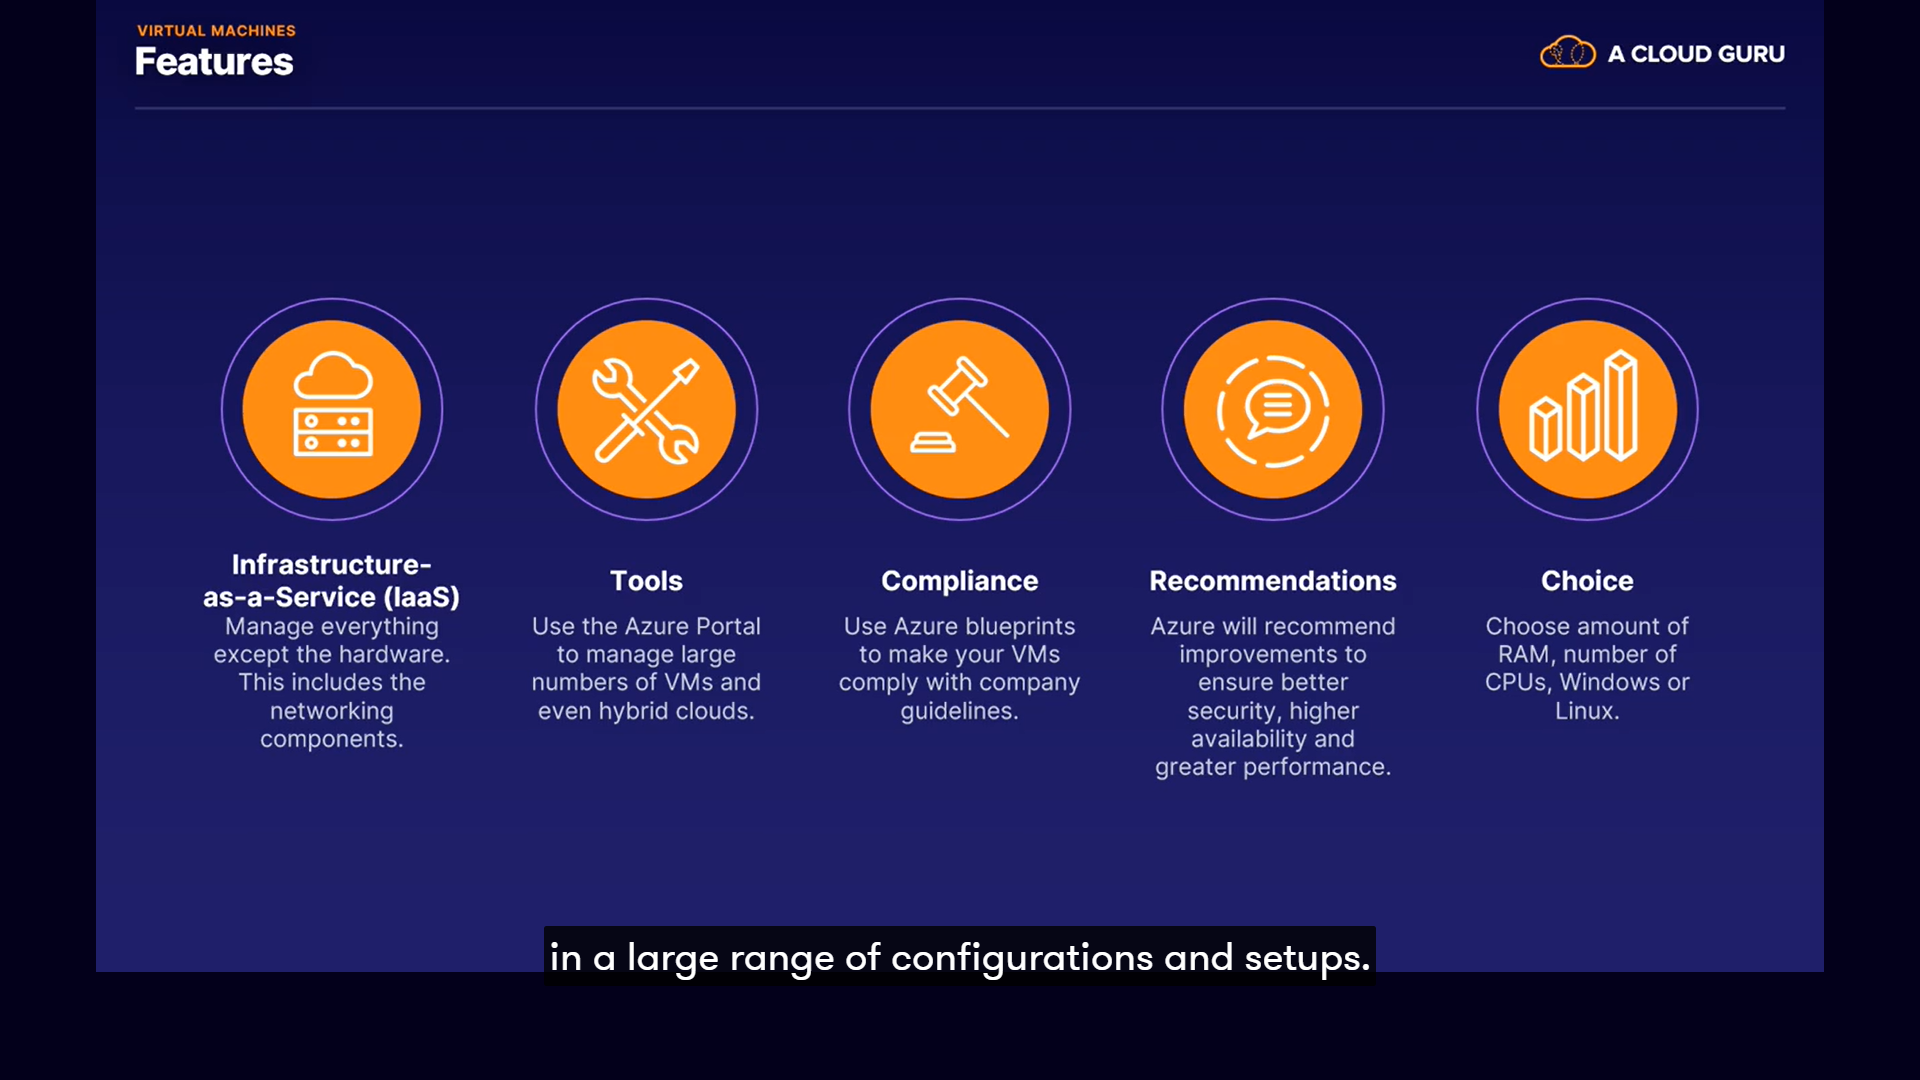 VIRTUAL MACHINES
Features
A CLOUD GURU
Infrastructure-
as-a-Service (IaaS)
Manage everything
except the hardware.
This includes the
networking
components.
Tools
Use the Azure Portal
to manage large
numbers of VMs and
even hybrid clouds.
Compliance
Use Azure blueprints
to make your VMs
comply with company
guidelines.
Recommendations
Azure will recommend
improvements to
ensure better
security, higher
availability and
greater performance.
Choice
Choose amount of
RAM, number of
CPUs, Windows or
Linux.
in a large range of configurations and setups.